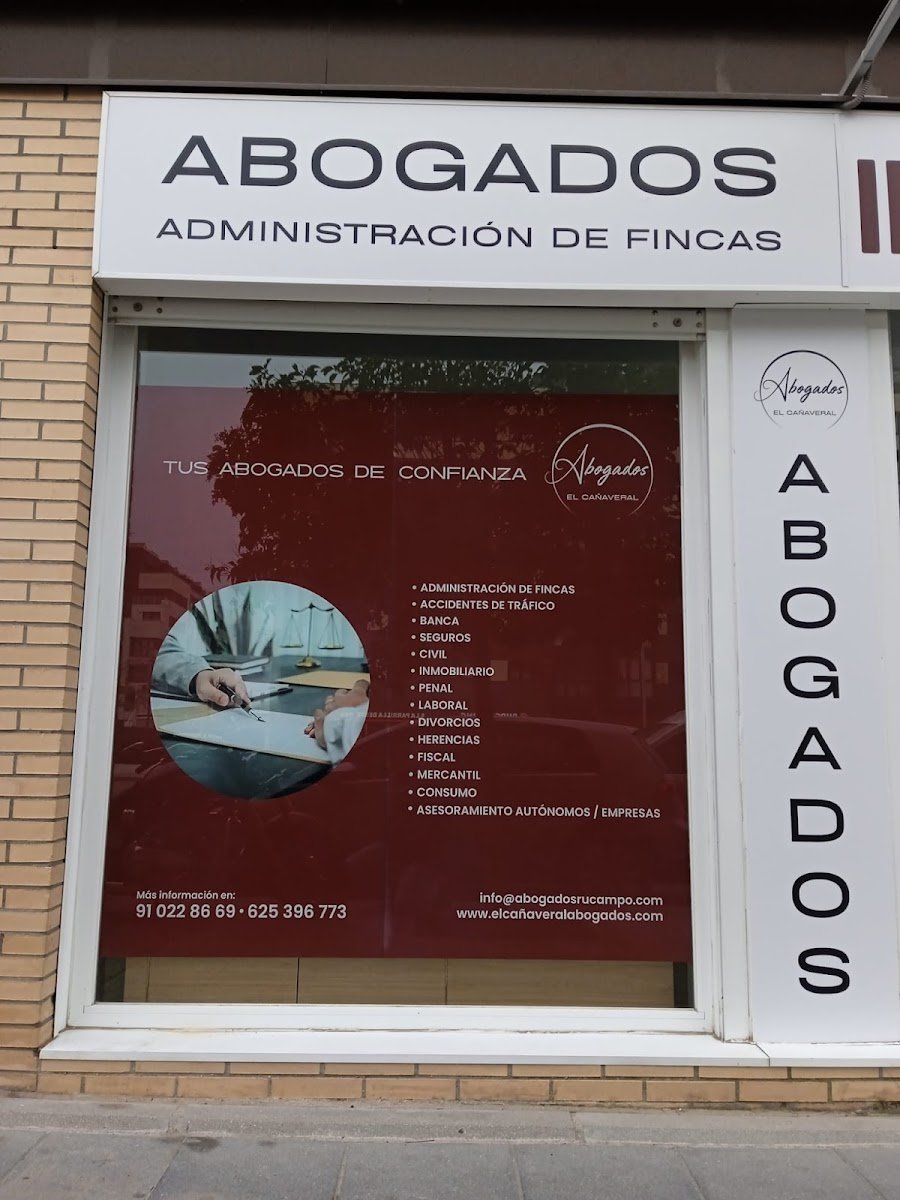 ABOGADOS
ADMINISTRACIÓN DE FINCAS
TUS ABOGADOS DE CONFIANZA
Abogados
EL CAÑAVERAL
• ADMINISTRACIÓN DE FINCAS
• ACCIDENTES DE TRÁFICO
• BANCA
• SEGUROS
• CIVIL
• INMOBILIARIO
• PENAL
• LABORAL
• DIVORCIOS
• HERENCIAS
• FISCAL
• MERCANTIL
• CONSUMO
• ASESORAMIENTO AUTÓNOMOS / EMPRESAS
Más información en:
91 022 86 69 • 625 396 773
info@abogadosrucampo.com
www.elcañaveralabogados.com
Abogados
EL CAÑAVERAL
ABOGADOS